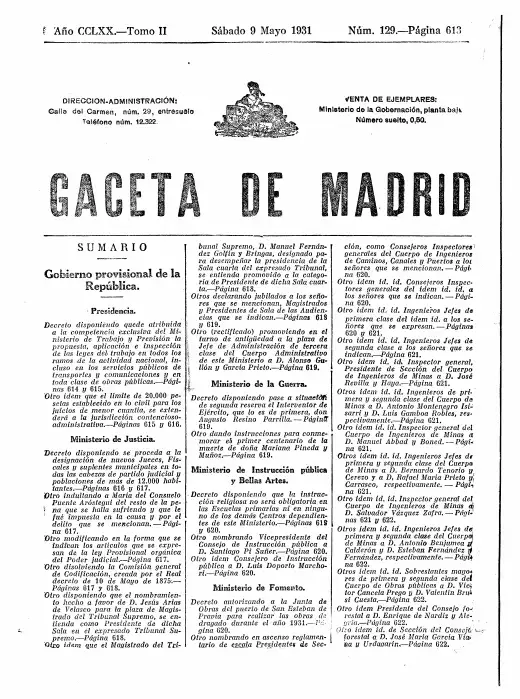 Año CCLXX.—Tomo II
Sábado 9 Mayo 1931
Núm. 129.—Página 613
DIRECCION-ADMINISTRACIÓN:
Calle del Carmen, núm. 29, entresuelo
Teléfono núm. 12.322.
VENTA DE EJEMPLARES:
Ministerio de la Gobernación, planta baja
Número suelto, 0,50.
GACETA DE MADRID
SUMARIO
Gobierno provisional de la
República.
Presidencia.
Decreto disponiendo quede atribuída
a la competencia exclusiva del Mi-
nisterio de Trabajo y Previsión la
propuesta, aplicación e inspección
de las leyes del trabajo en todos los
ramos de la actividad nacional, in-
cluso en los servicios públicos de
transportes y comunicaciones y en
toda clase de obras públicas.—Pági-
nas 614 y 615.
Otro ídem que el límite de 20.000 pe-
setas establecido en lo civil para los
juicios de menor cuantía, se exten-
derá a la jurisdicción contencioso-
administrativa.—Páginas 615 y 616.
Ministerio de Justicia.
Decreto disponiendo se proceda a la
designación de nuevos Jueces, Fis-
cales y suplentes municipales en to-
das las cabezas de partido judicial y
poblaciones de más de 12.000 habi-
tantes.—Páginas 616 y 617.
Otro indultando a María del Consuelo
Puente Aróstegui del resto de la pe-
na que se halla sufriendo y que le
fué impuesta en la causa y por el
delito que se mencionan. — Pági-
na 617.
Otro modificando en la forma que se
indican los artículos que se expre-
san de la ley Provisional orgánica
del Poder judicial.—Página 617.
Otro disolviendo la Comisión general
de Codificación, creada por el Real
decreto de 10 de Mayo de 1875.—
Páginas 617 y 618.
Otro disponiendo que el nombramien-
to hecho a favor de D. Jesús Arias
de Velasco para la plaza de Magis-
trado del Tribunal Supremo, se en-
tienda como Presidente de dicha
Sala en el expresado Tribunal Su-
premo.—Página 618.
Otro ídem que el Magistrado del Tri-
bunal Supremo, D. Manuel Fernán-
dez Golfín y Bringas, designado pa-
ra desempeñar la presidencia de la
Sala cuarta del expresado Tribunal,
se entienda promovido a la catego-
ría de Presidente de dicha Sala cuar-
ta.—Página 618.
Otros declarando jubilados a los seño-
res que se mencionan, Magistrados
y Presidentes de Sala de las Audien-
cias que se indican.—Páginas 618
y 619.
Otro (rectificado) promoviendo en el
turno de antigüedad a la plaza de
Jefe de Administración de tercera
clase del Cuerpo Administrativo
de este Ministerio a D. Alonso Gu-
llón y García Prieto.—Página 619.
Ministerio de la Guerra.
Decreto disponiendo pase a situación
de segunda reserva el Interventor de
Ejército, que lo es de primera, don
Augusto Resino Parrilla. — Página
619.
Otro dando instrucciones para conme-
morar el primer centenario de la
muerte de doña Mariana Pineda y
Muñoz.—Página 619.
Ministerio de Instrucción pública
y Bellas Artes.
Decreto disponiendo que la instruc-
ción religiosa no será obligatoria en
las Escuelas primarias ni en ningu-
no de los demás Centros dependien-
tes de este Ministerio.—Páginas 619
y 620.
Otro nombrando Vicepresidente del
Consejo de Instrucción pública a
D. Santiago Pi Suñer.—Página 620.
Otro ídem Consejero de Instrucción
pública a D. Luis Doporto Marcho-
ri.—Página 620.
Ministerio de Fomento.
Decreto autorizando a la Junta de
Obras del puerto de San Esteban de
Pravia para realizar las obras de
dragado durante el año 1931.—Pá-
gina 620.
Otro nombrando en ascenso reglamen-
tario de escala Presidentes de Sec-
ción, como Consejeros Inspectores
generales del Cuerpo de Ingenieros
de Caminos, Canales y Puertos a los
señores que se mencionan. — Pági-
na 620.
Otro ídem íd. íd. Consejeros Inspec-
tores generales del ídem íd. íd. a
los señores que se indican. — Página 620.
Otro ídem íd. íd. Ingenieros Jefes de
primera clase del ídem íd. a los se-
ñores que se expresan. — Páginas
620 y 621.
Otro ídem íd. íd. Ingenieros Jefes de
segunda clase a los señores que se
indican.—Página 621.
Otro ídem íd. íd. Inspector general,
Presidente de Sección del Cuerpo
de Ingenieros de Minas a D. José
Revilla y Haya.—Página 621.
Otros ídem íd. íd. Ingenieros de pri-
mera y segunda clase del Cuerpo de
Minas a D. Antonio Montenegro Isi-
sarri y D. Luis Gamboa Robles, res-
pectivamente.—Página 621.
Otro ídem íd. íd. Inspector general del
Cuerpo de Ingenieros de Minas a
D. Manuel Abbad y Boned. — Pági-
na 621.
Otros ídem íd. íd. Ingenieros Jefes de
primera y segunda clase del Cuerpo
de Minas a D. Bernardo Tenorio y
Cerezo y a D. Rafael María Prieto y
Carrasco, respectivamente. — Página
621.
Otro ídem íd. íd. Inspector general del
Cuerpo de Ingenieros de Minas a
D. Salvador Vázquez Zafra.—Pági-
nas 621 y 622.
Otros ídem íd. íd. Ingenieros Jefes de
primera y segunda clase del Cuerpo
de Minas a D. Antonio
Calderón y D. Esteban Fernández
Fernández, respectivamente. — Página
632.
Otros ídem íd. íd. Sobrestantes mayo-
res de primera y segunda clase del
Cuerpo de Obras públicas a D. Víc-
tor Cancela Prego y D. Valentín Brui
si Cuesta.—Página 622.
Otro ídem Presidente del Consejo fo-
restal a D. Enrique de Nardiz y Ale-
gría.—Página 622.
Otro ídem íd. de Sección del Consejo
forestal a D. José María García Via-
na y Urdavarin.—Página 622.